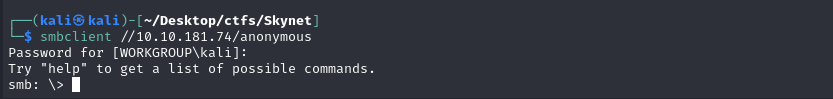 ┌──(kali㉿kali)-[~/Desktop/ctfs/Skynet]
└─$ smbclient //10.10.181.74/anonymous
Password for [WORKGROUP\kali]:
Try "help" to get a list of possible commands.
smb: \>